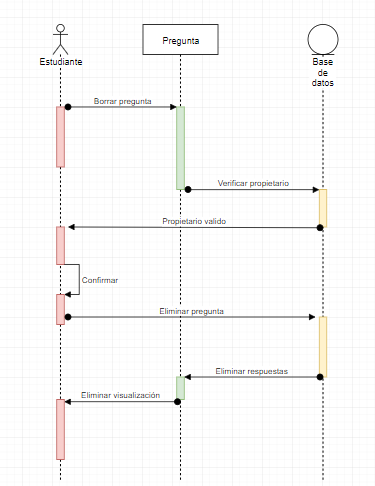 Estudiante
Pregunta
Base
de
datos
Borrar pregunta
Verificar propietario
Propietario valido
Confirmar
Eliminar pregunta
Eliminar respuestas
Eliminar visualización